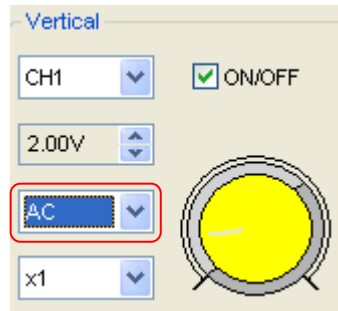 Vertical
CH1
ON/OFF
2.00V
AC
x1